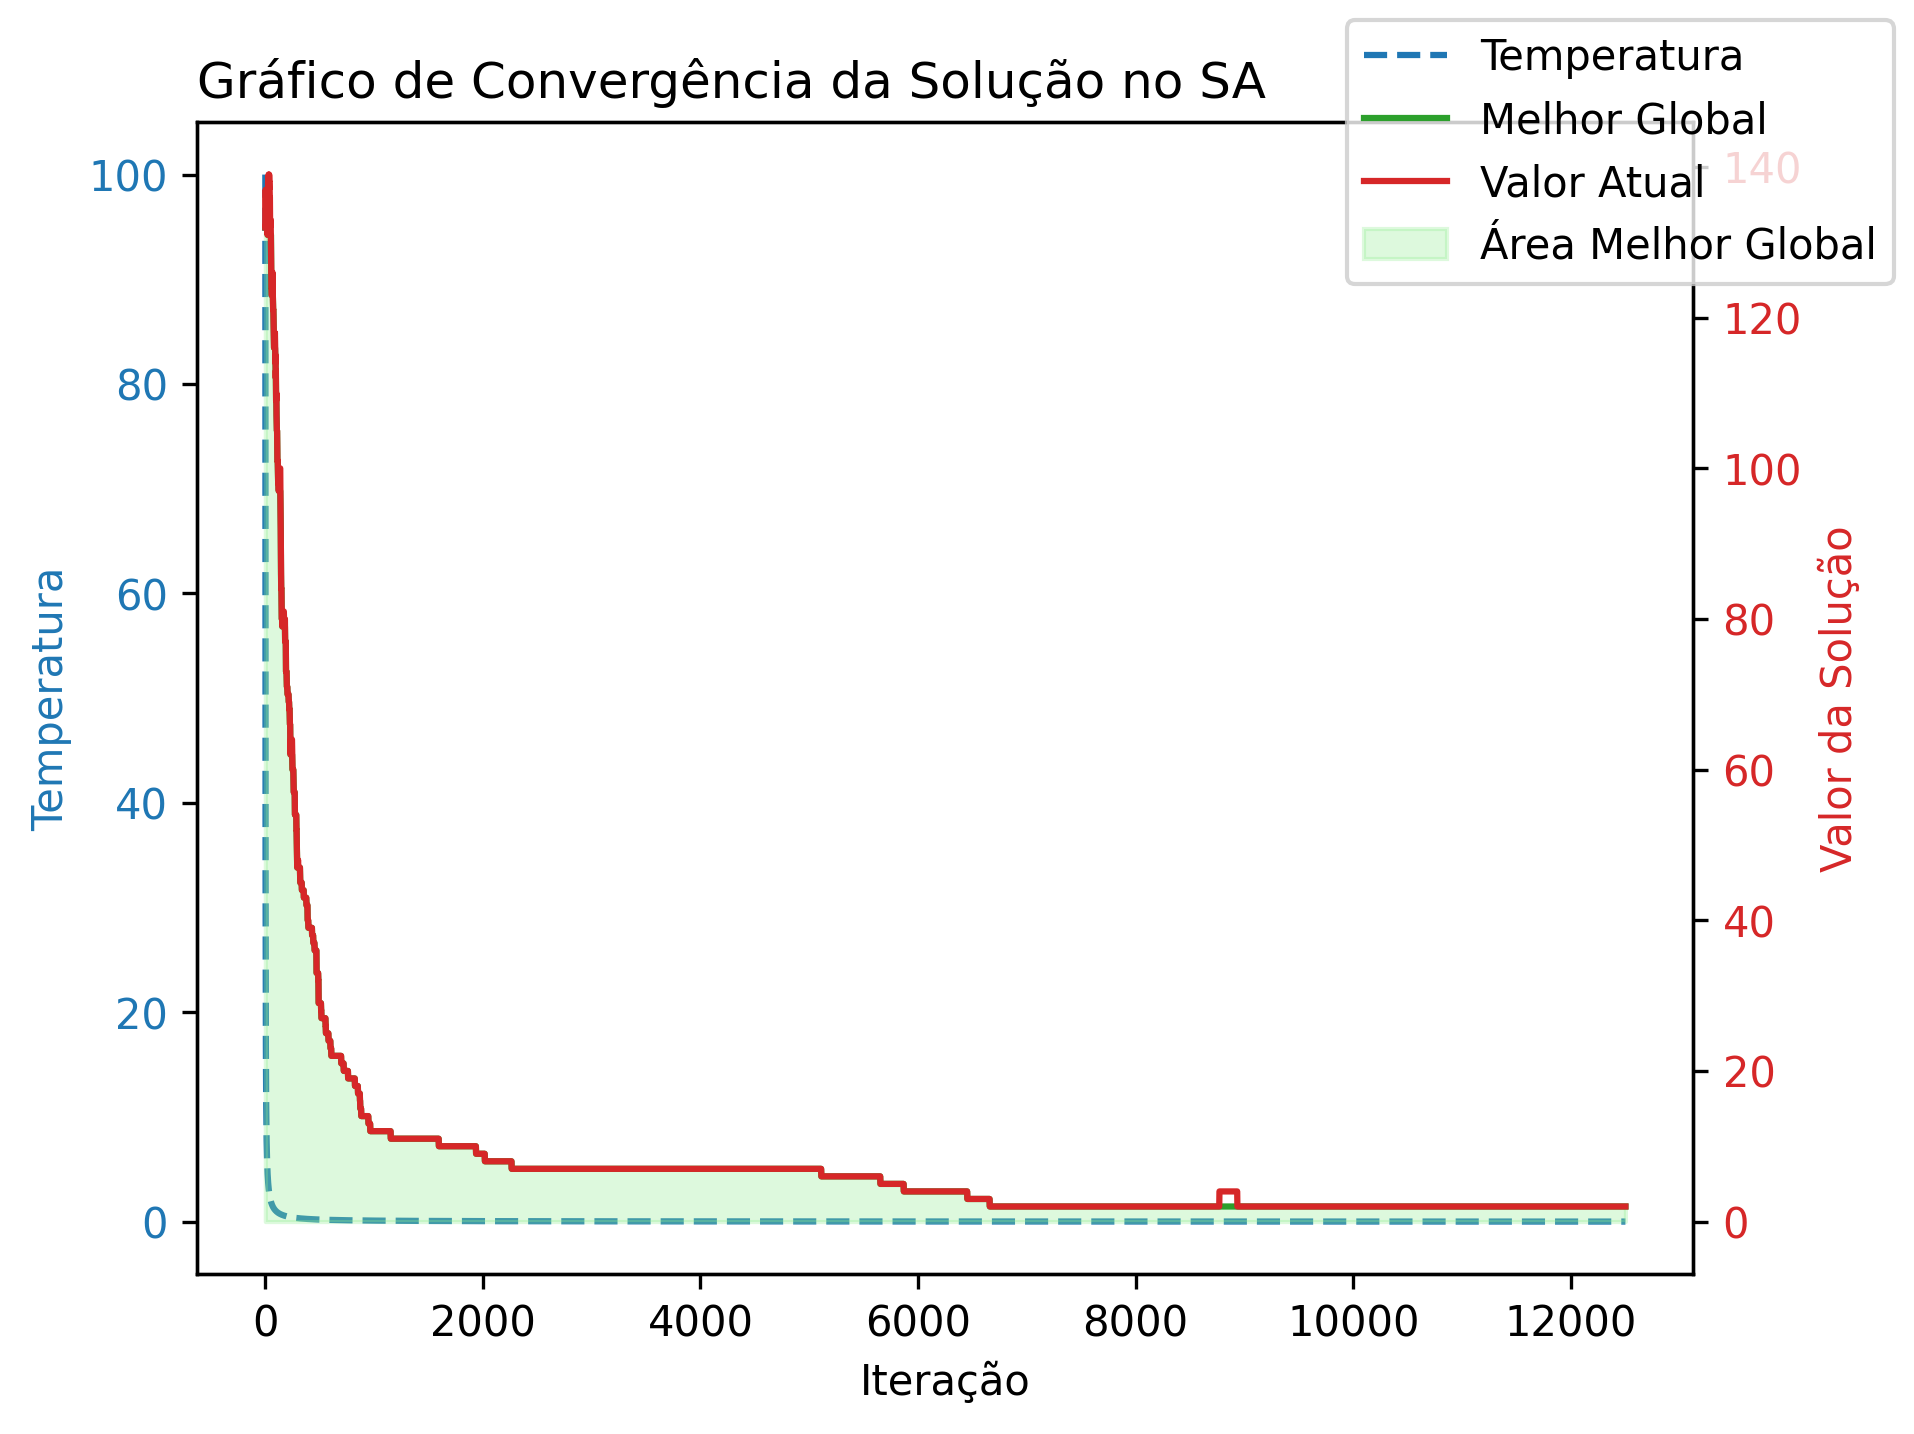 Gráfico de Convergência da Solução no SA
Temperatura
Melhor Global
Valor Atual
Área Melhor Global
100
80
60
40
20
0
Temperatura
140
120
100
80
60
40
20
0
Valor da Solução
0 2000 4000 6000 8000 10000 12000
Iteração